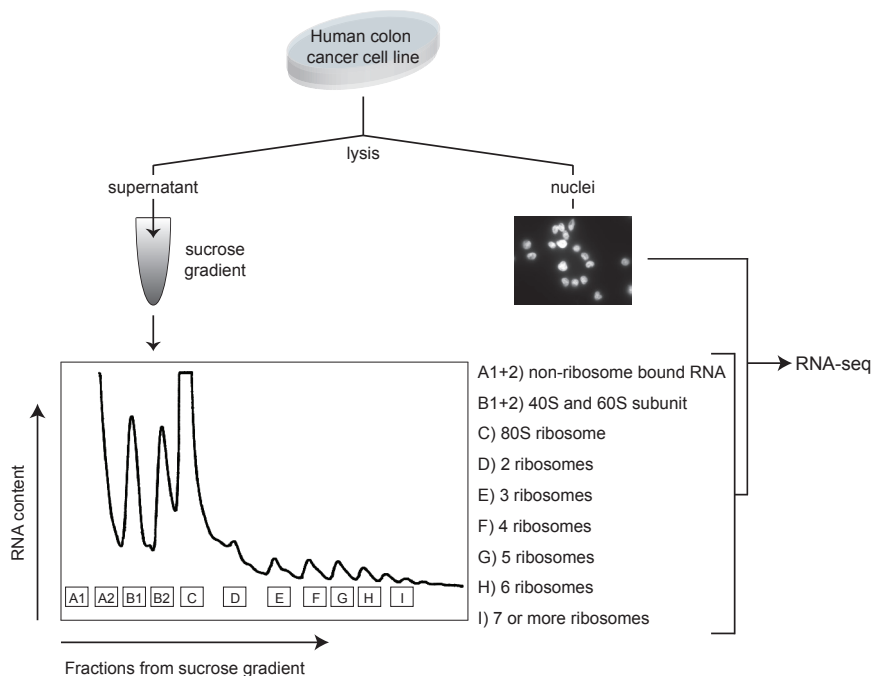 Human colon
cancer cell line
lysis
supernatant
nuclei
sucrose
gradient
A1+2) non-ribosome bound RNA
B1+2) 40S and 60S subunit
C) 80S ribosome
D) 2 ribosomes
E) 3 ribosomes
F) 4 ribosomes
G) 5 ribosomes
H) 6 ribosomes
I) 7 or more ribosomes
RNA-seq
RNA content
A1 A2 B1 B2 C D E F G H I
Fractions from sucrose gradient